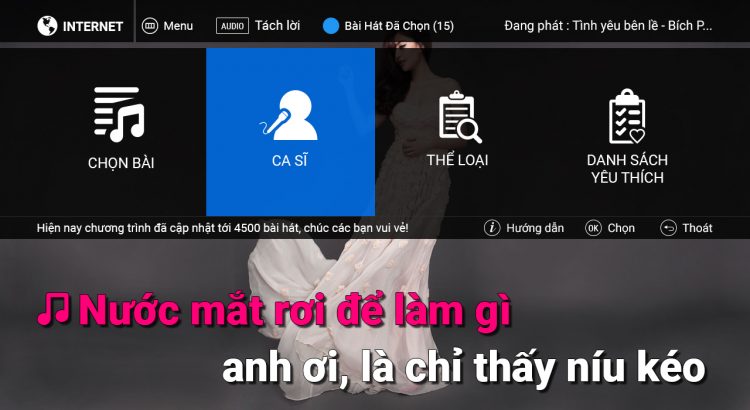 INTERNET Menu AUDIO Tách lời Bài Hát Đã Chọn (15) Đang phát : Tình yêu bên lề - Bích P...
CHỌN BÀI CA SĨ THỂ LOẠI DANH SÁCH
YÊU THÍCH
Hiện nay chương trình đã cập nhật tới 4500 bài hát, chúc các bạn vui vẻ! i Hướng dẫn OK Chọn Thoát
Nước mắt rơi để làm gì
anh ơi, là chỉ thấy níu kéo